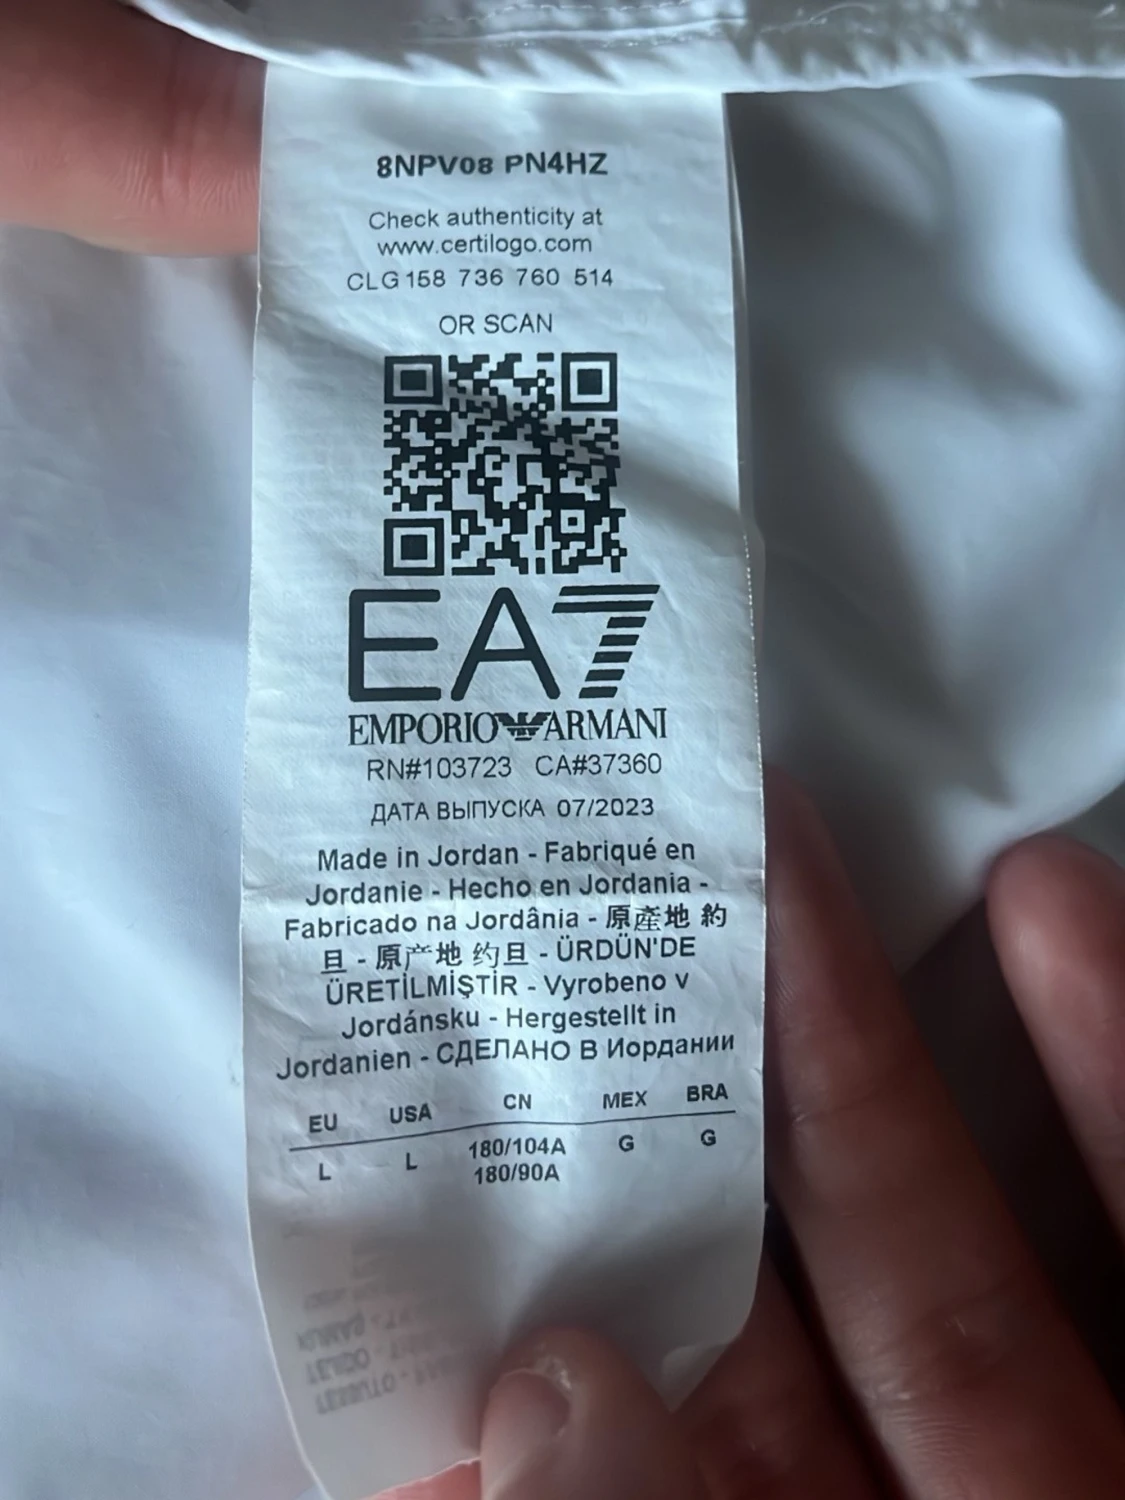 8NPV08 PN4HZ
Check authenticity at
www.certilogo.com
CLG 158 736 760 514
OR SCAN
EA7
EMPORIO ARMANI
RN#103723 CA#37360
ДАТА ВЫПУСКА 07/2023
Made in Jordan - Fabriqué en
Jordanie - Hecho en Jordania -
Fabricado na Jordânia - 原產地 約
旦 - 原产地 约旦 - ÜRDÜN'DE
ÜRETİLMİŞTİR - Vyrobeno v
Jordánsku - Hergestellt in
Jordanien - СДЕЛАНО В Иордании
EU USA CN MEX BRA
L L 180/104A G G
180/90A